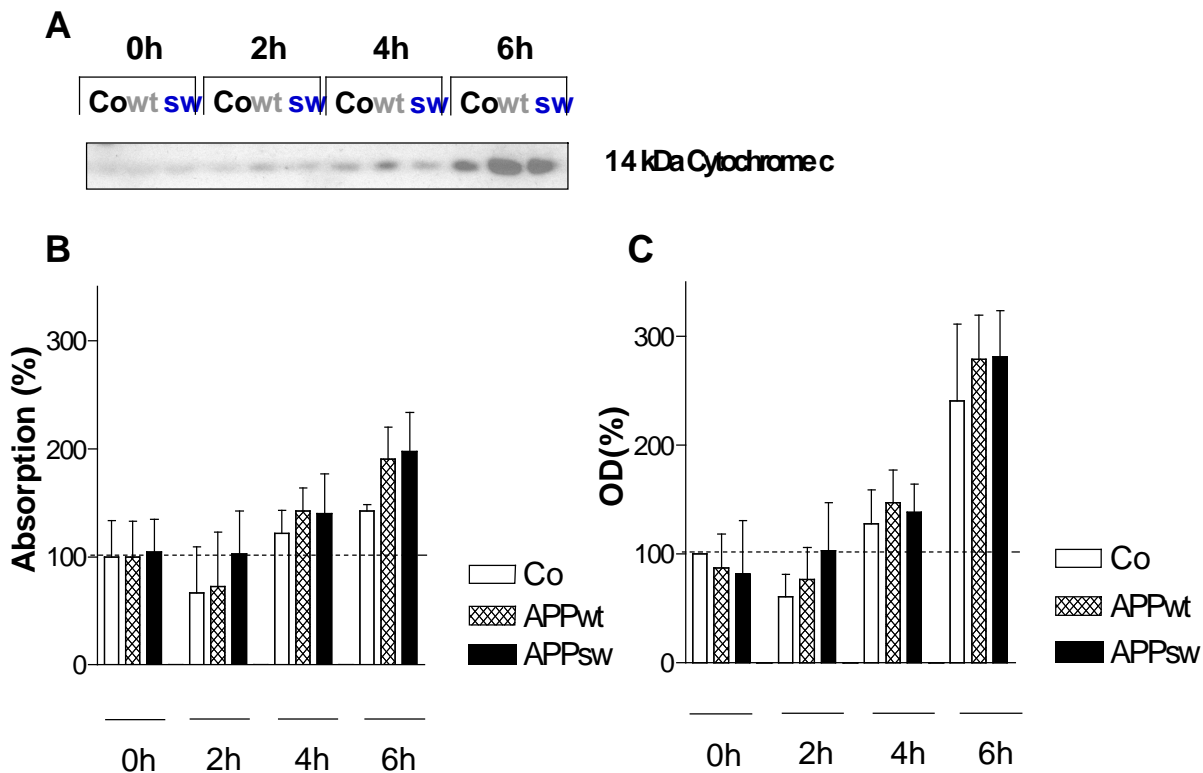 A
0h 2h 4h 6h
Co wt sw Co wt sw Co wt sw Co wt sw
14 kDa Cytochrome c
B
Absorption (%)
300
200
100
0
0h 2h 4h 6h
Co
APPwt
APPsw
C
OD(%)
300
200
100
0
0h 2h 4h 6h
Co
APPwt
APPsw